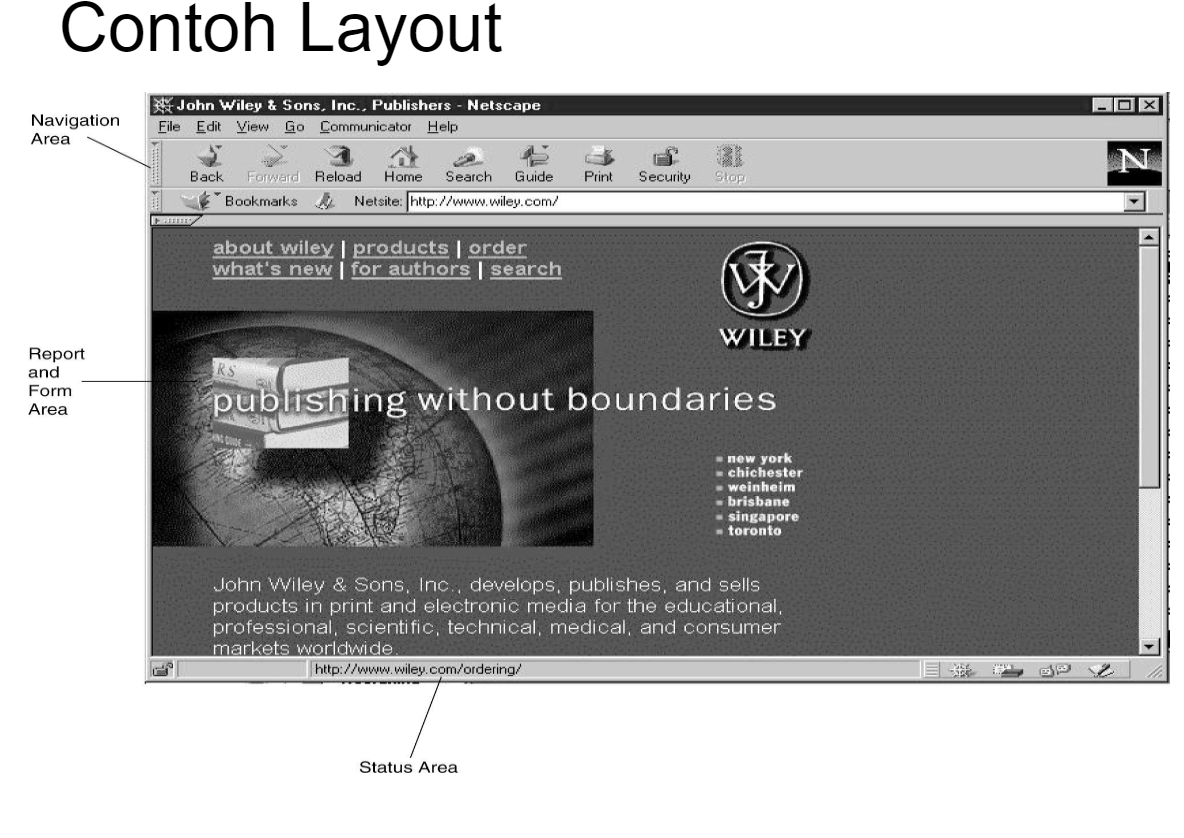 Contoh Layout
Navigation
Area
John Wiley & Sons, Inc., Publishers - Netscape
File Edit View Go Communicator Help
Back Forward Reload Home Search Guide Print Security Stop
N
Bookmarks Netsite: http://www.wiley.com/
about wiley | products | order
what's new | for authors | search
JW
WILEY
Report
and
Form
Area
RS
publishing without boundaries
ING GUIDE
new york
chichester
weinheim
brisbane
singapore
toronto
John Wiley & Sons, Inc., develops, publishes, and sells
products in print and electronic media for the educational,
professional, scientific, technical, medical, and consumer
markets worldwide.
http://www.wiley.com/ordering/
Status Area